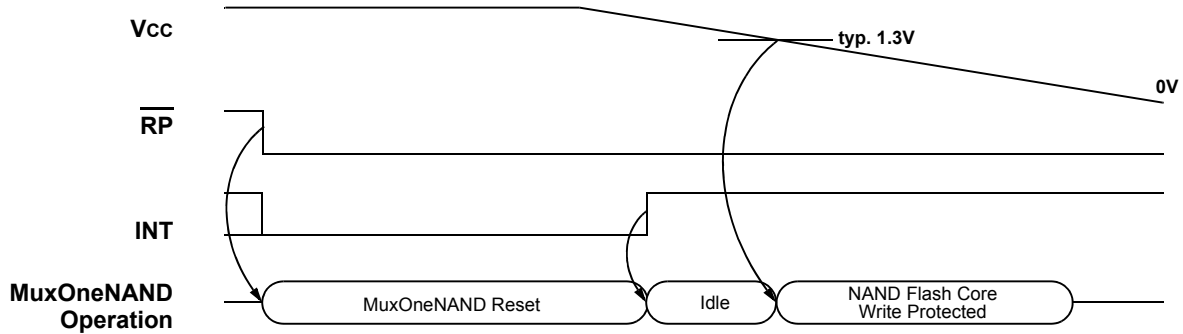 Vcc
typ. 1.3V
0V
RP
INT
MuxOneNAND
Operation
MuxOneNAND Reset
Idle
NAND Flash Core
Write Protected